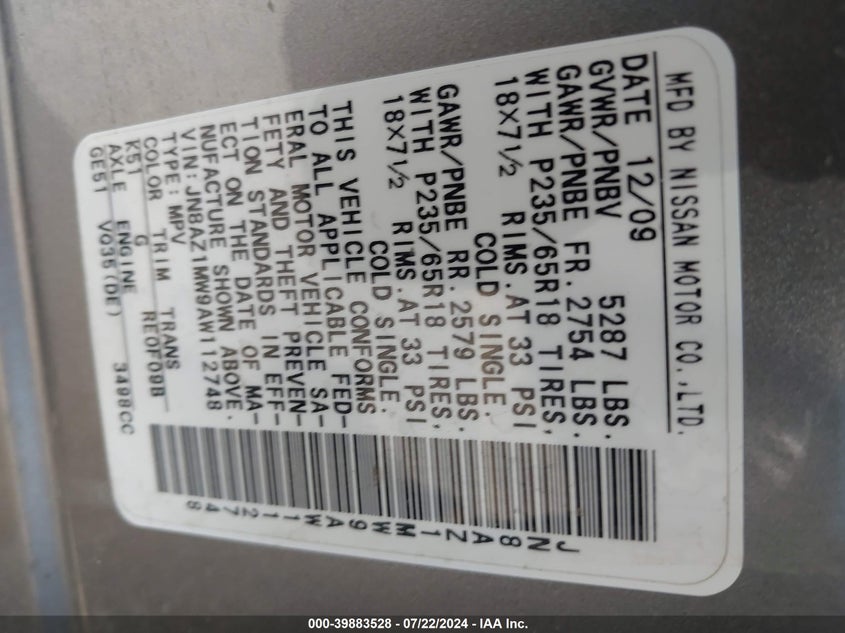 MFD BY NISSAN MOTOR CO.,LTD.
DATE 12/09
GVWR/PNBV 5287 LBS.
GAWR/PNBE FR. 2754 LBS.
WITH P235/65R18 TIRES,
18X7½ RIMS.AT 33 PSI
COLD SINGLE.
GAWR/PNBE RR. 2579 LBS.
WITH P235/65R18 TIRES,
18X7½ RIMS.AT 33 PSI
COLD SINGLE.
THIS VEHICLE CONFORMS
TO ALL APPLICABLE FED-
ERAL MOTOR VEHICLE SA-
FETY AND THEFT PREVEN-
TION STANDARDS IN EFF-
ECT ON THE DATE OF MA-
NUFACTURE SHOWN ABOVE.
VIN:JN8AZ1MW9AW112748
TYPE:MPV
COLOR TRIM TRANS
K51 G RE0F09B
AXLE ENGINE
GE51 VQ35(DE) 3498CC
JN8AZ1MW9AW112748
000-39883528 - 07/22/2024 - IAA Inc.